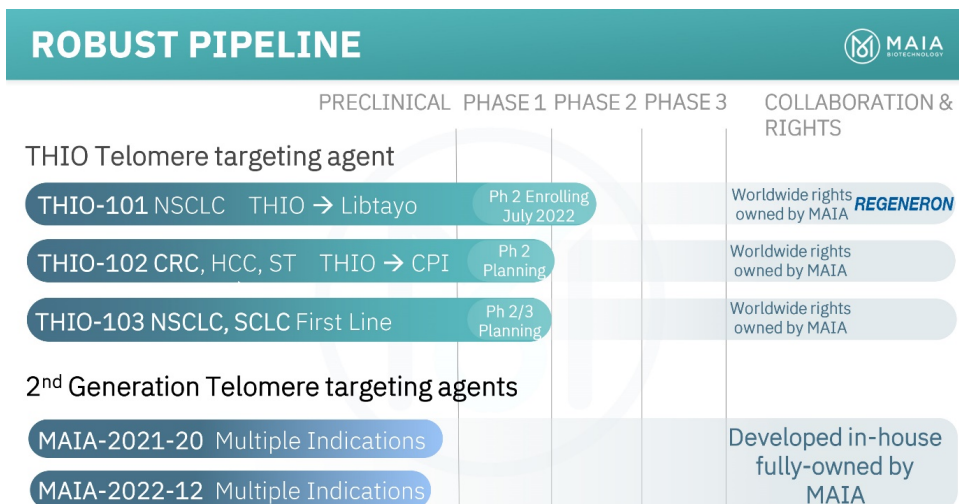 ROBUST PIPELINE
MAIA
BIOTECHNOLOGY
PRECLINICAL PHASE 1 PHASE 2 PHASE 3 COLLABORATION &
RIGHTS
THIO Telomere targeting agent
THIO-101 NSCLC THIO → Libtayo
Ph 2 Enrolling
July 2022
Worldwide rights
owned by MAIA
REGENERON
THIO-102 CRC, HCC, ST THIO → CPI
Ph 2
Planning
Worldwide rights
owned by MAIA
THIO-103 NSCLC, SCLC First Line
Ph 2/3
Planning
Worldwide rights
owned by MAIA
2nd Generation Telomere targeting agents
MAIA-2021-20 Multiple Indications
MAIA-2022-12 Multiple Indications
Developed in-house
fully-owned by
MAIA